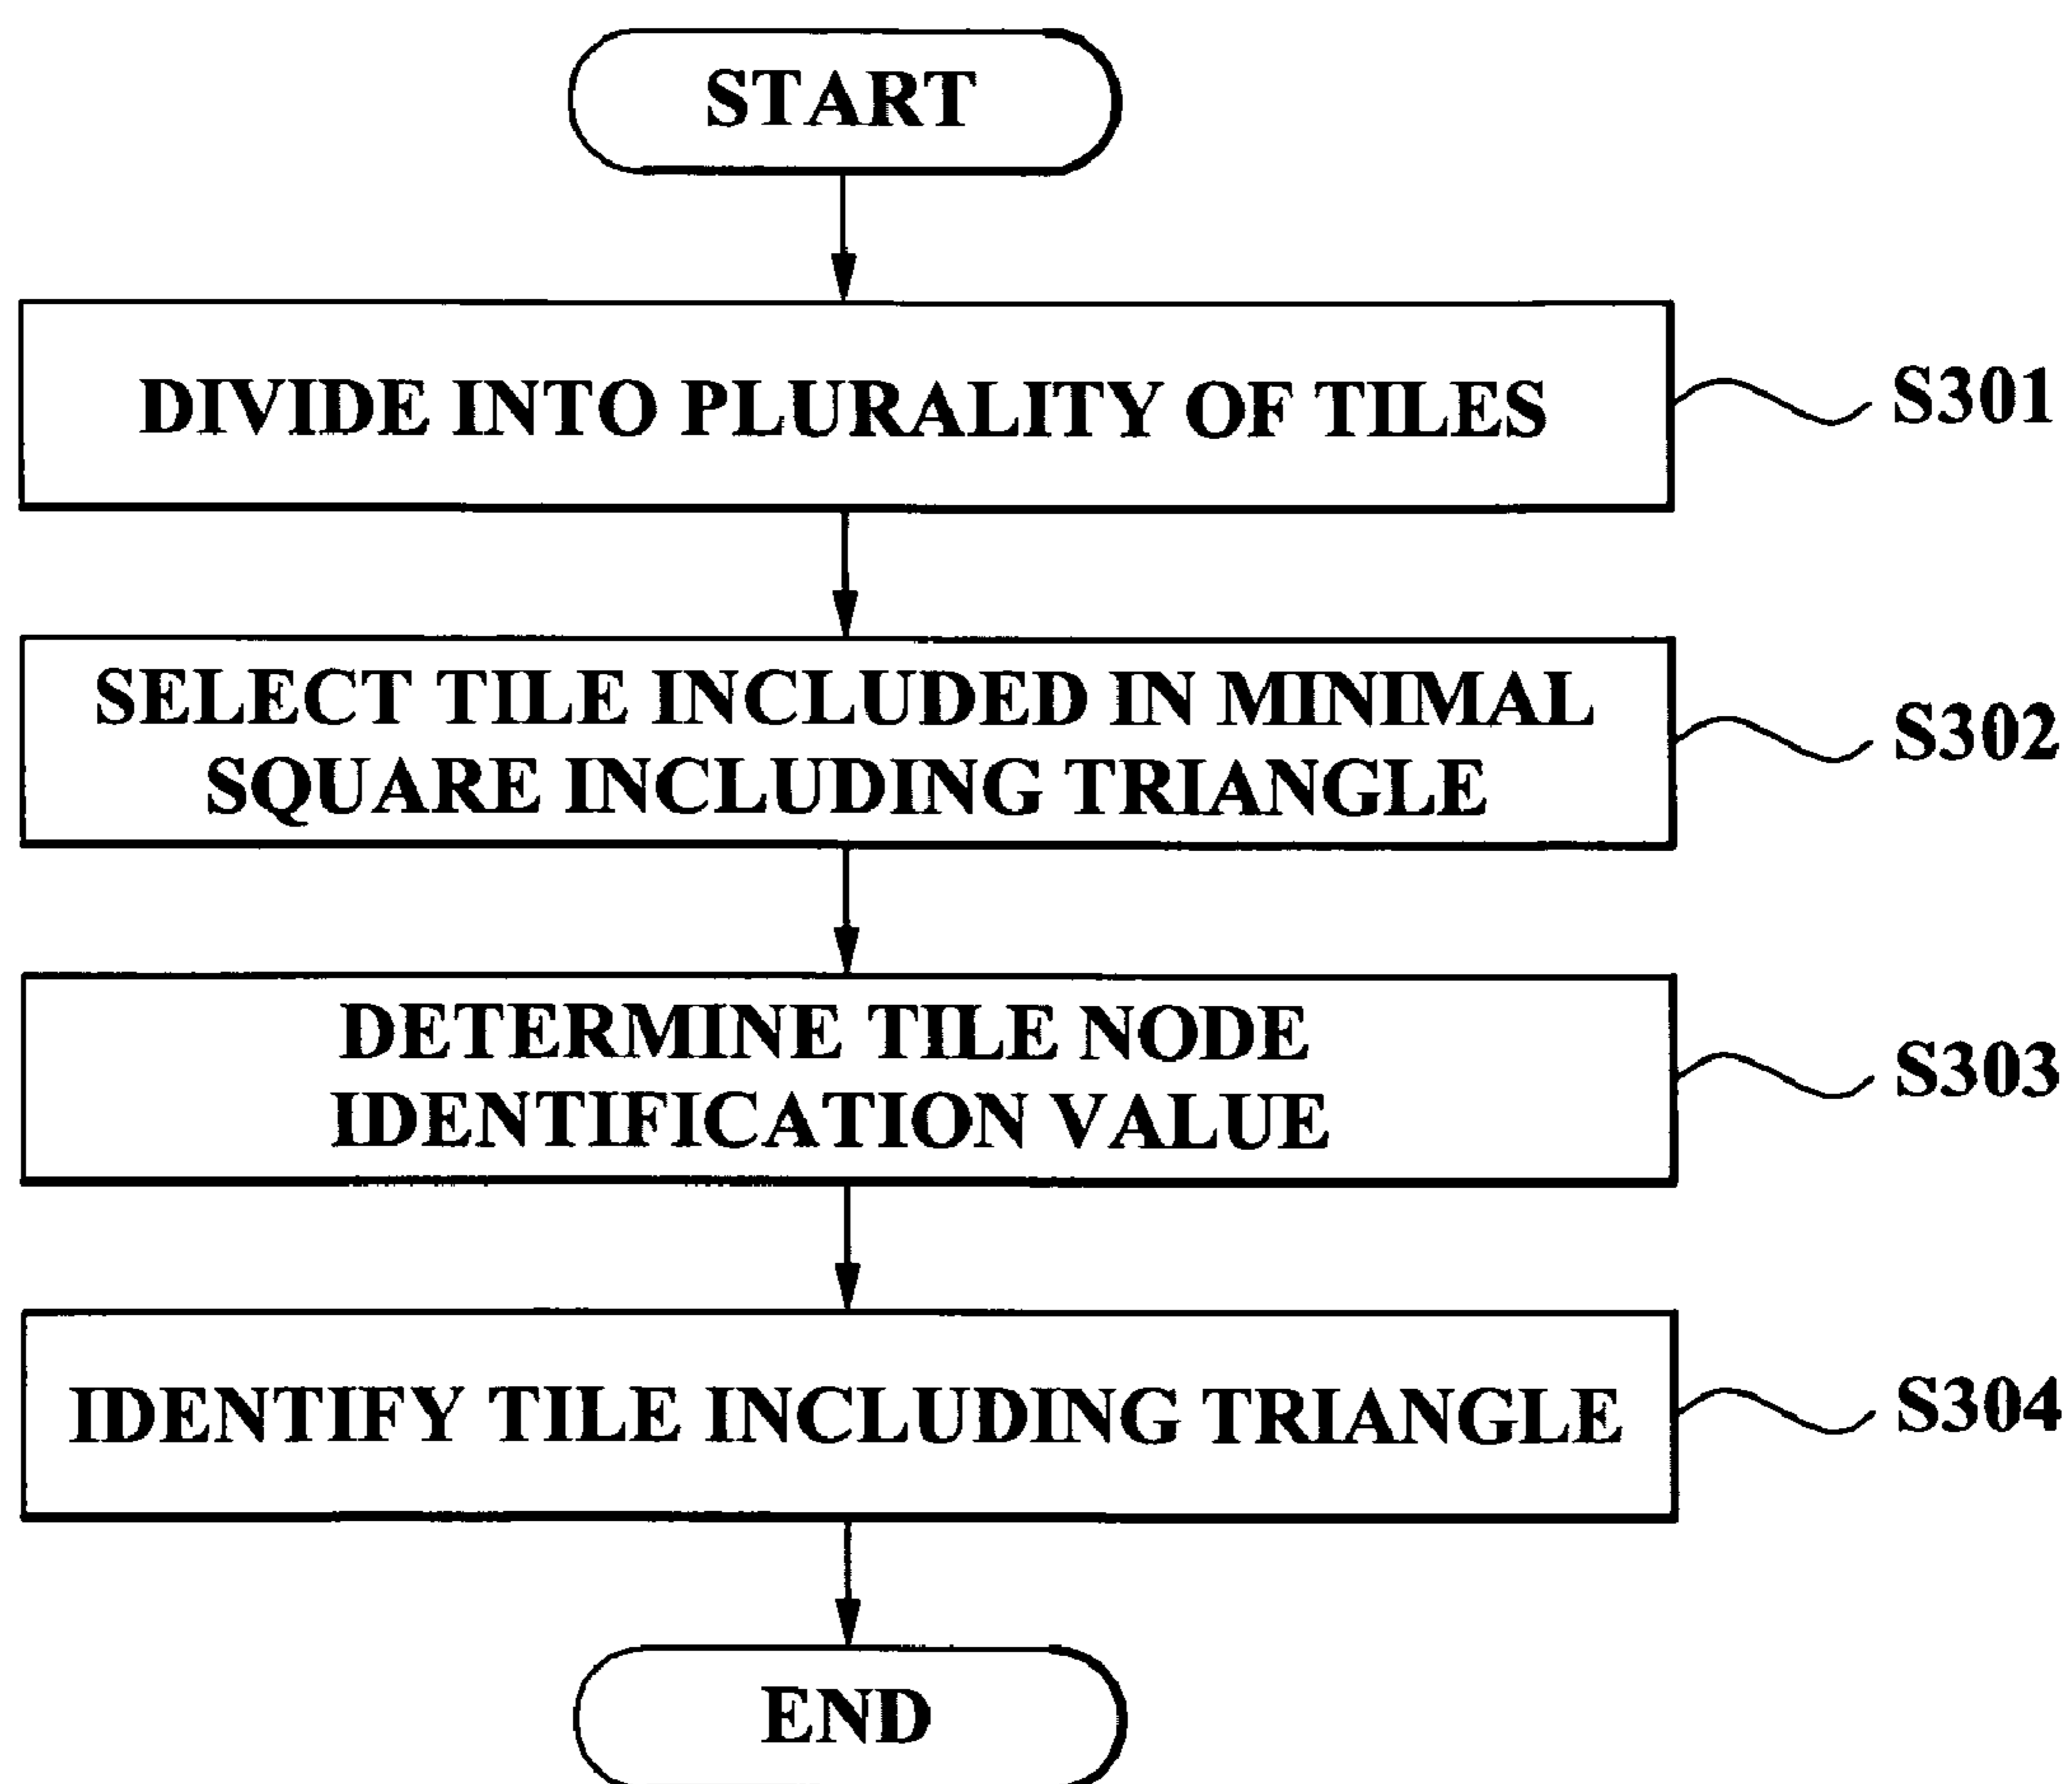 START
DIVIDE INTO PLURALITY OF TILES
S301
SELECT TILE INCLUDED IN MINIMAL
SQUARE INCLUDING TRIANGLE
S302
DETERMINE TILE NODE
IDENTIFICATION VALUE
S303
IDENTIFY TILE INCLUDING TRIANGLE
S304
END